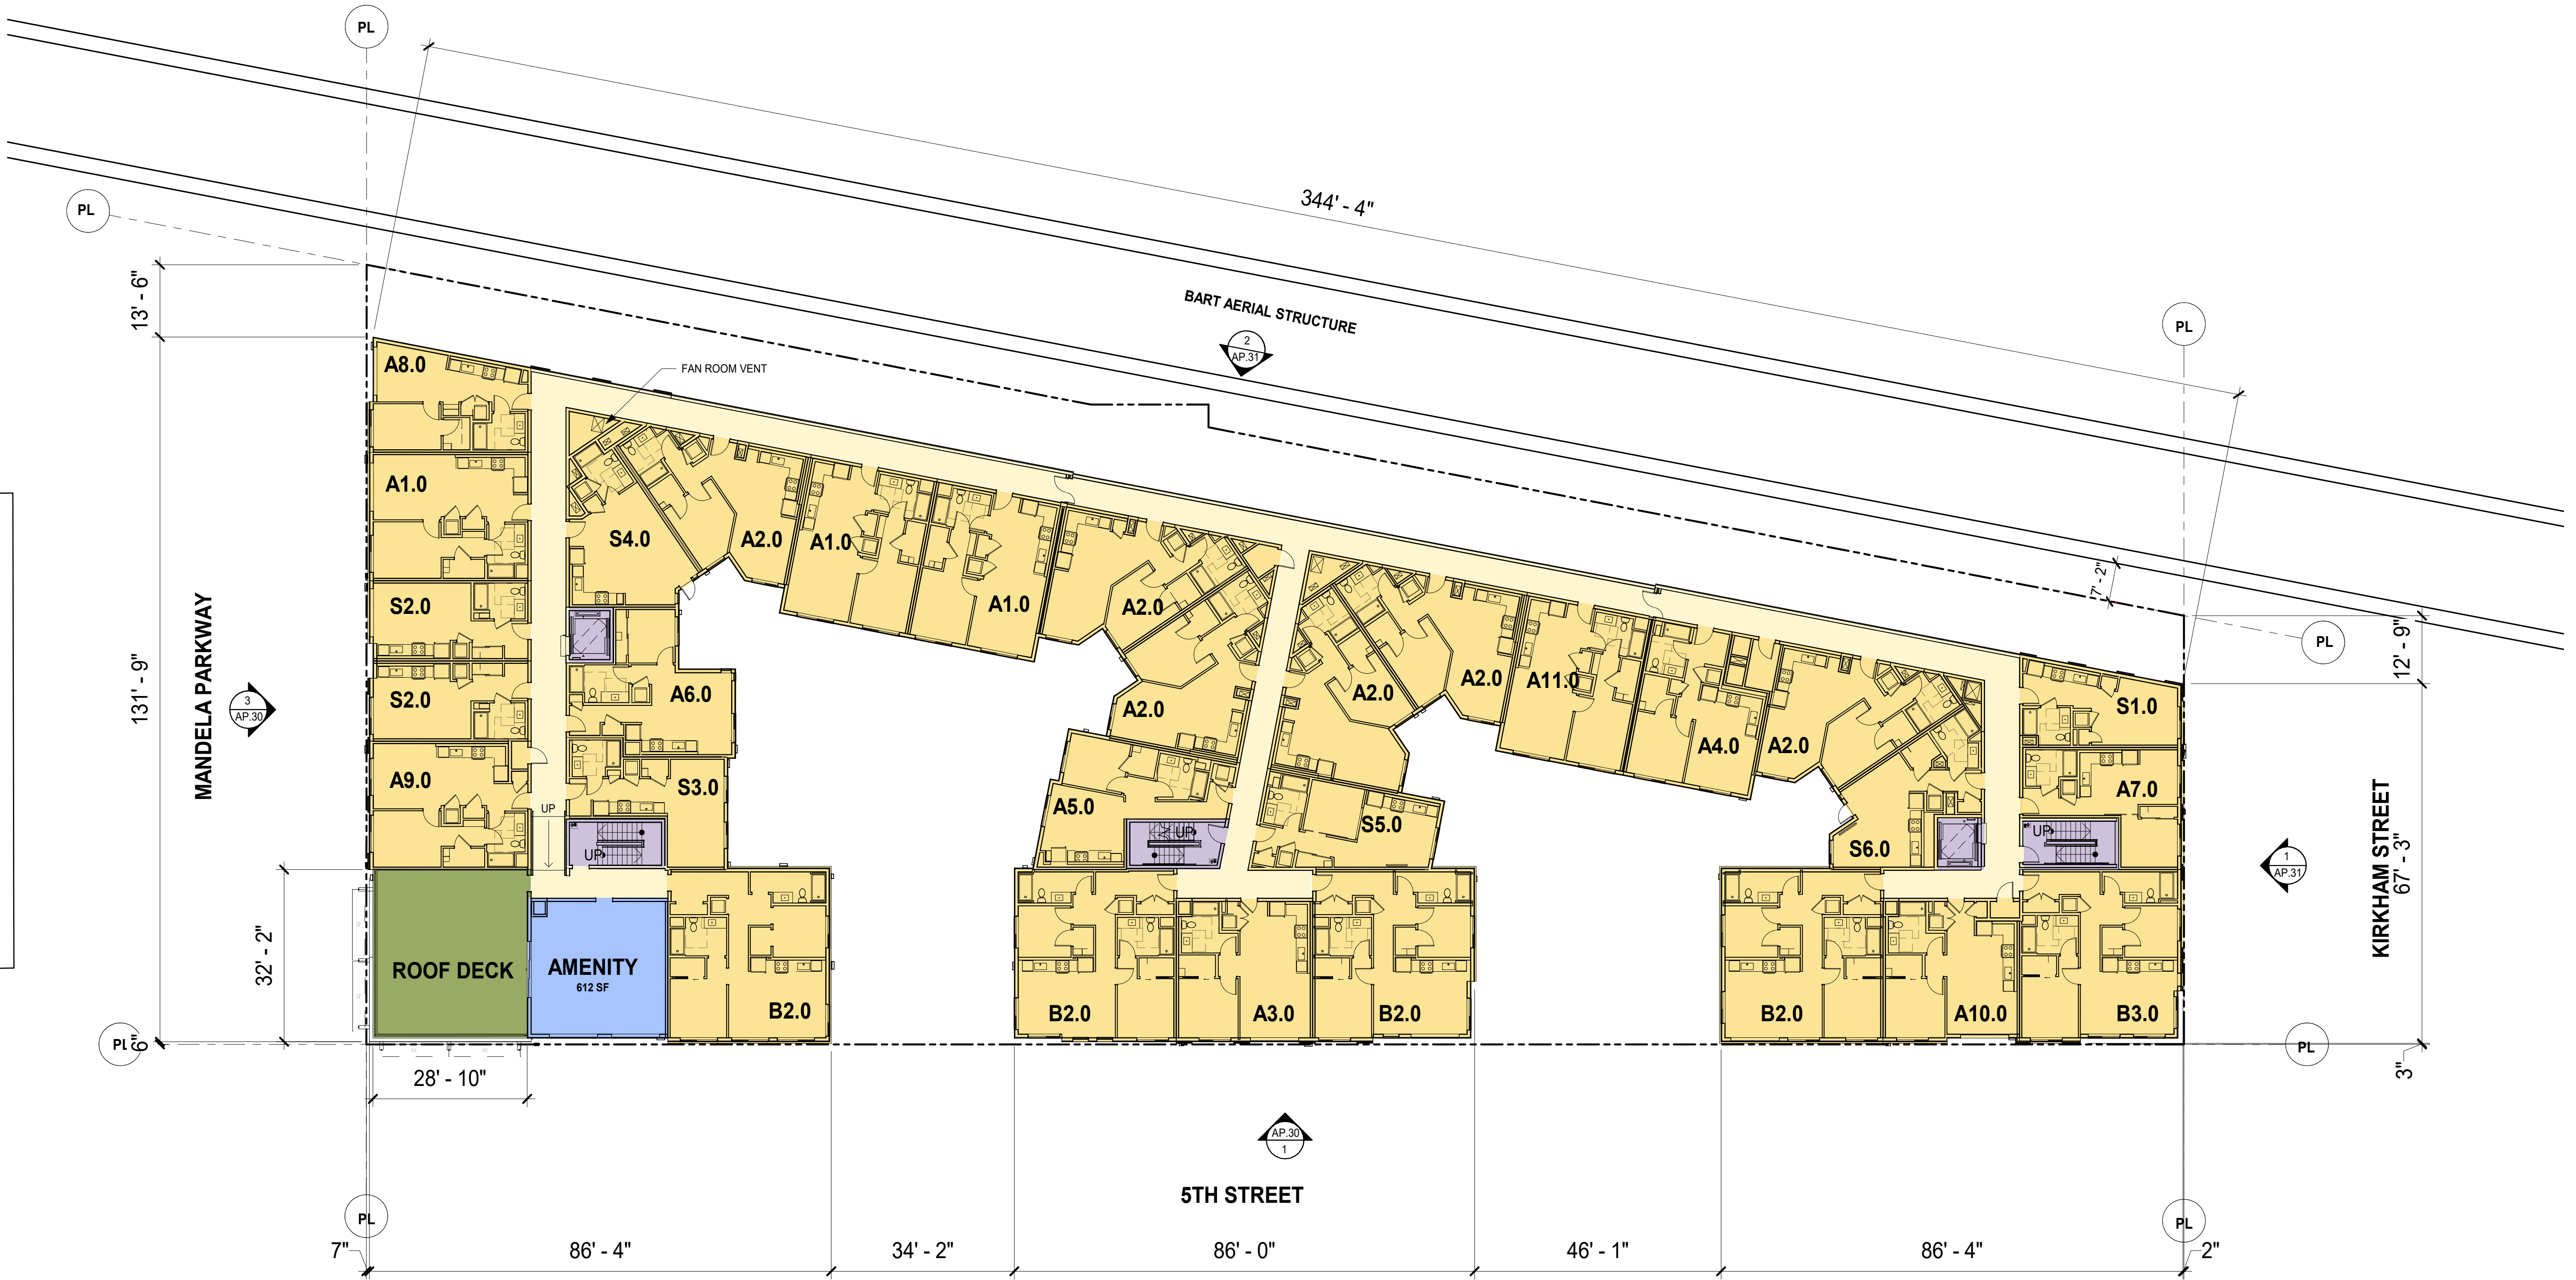 PL
344' - 4"
PL
13' - 6"
BART AERIAL STRUCTURE
PL
2
AP.31
A8.0
FAN ROOM VENT
A1.0
S4.0
A2.0
A1.0
A1.0
A2.0
7' - 2"
S2.0
PL
12' - 9"
131' - 9"
MANDELA PARKWAY
3
AP.30
S2.0
A6.0
A2.0
A2.0
A2.0
A11.0
A4.0
A2.0
S1.0
A9.0
S3.0
UP
UP
A5.0
UP
S5.0
S6.0
A7.0
UP
1
AP.31
KIRKHAM STREET
67' - 3"
32' - 2"
ROOF DECK
AMENITY
612 SF
B2.0
B2.0
A3.0
B2.0
B2.0
A10.0
B3.0
PL
6"
PL
3"
28' - 10"
AP.30
1
5TH STREET
PL
PL
7"
86' - 4"
34' - 2"
86' - 0"
46' - 1"
86' - 4"
2"